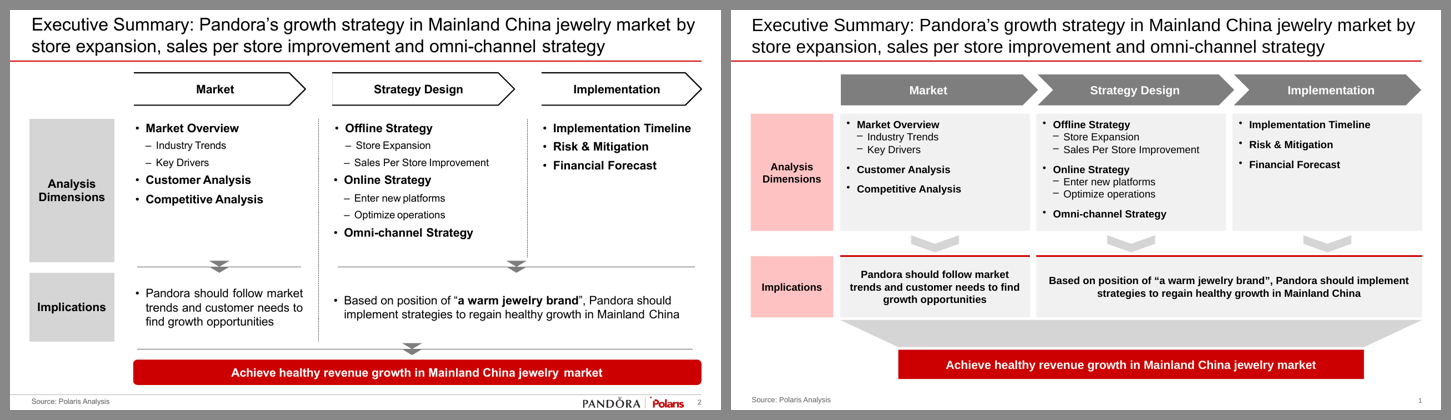 Executive Summary: Pandora's growth strategy in Mainland China jewelry market by
store expansion, sales per store improvement and omni-channel strategy
Market
Strategy Design
Implementation
Analysis
Dimensions
• Market Overview
– Industry Trends
– Key Drivers
• Customer Analysis
• Competitive Analysis
• Offline Strategy
– Store Expansion
– Sales Per Store Improvement
• Online Strategy
– Enter new platforms
– Optimize operations
• Omni-channel Strategy
• Implementation Timeline
• Risk & Mitigation
• Financial Forecast
Implications
• Pandora should follow market
trends and customer needs to
find growth opportunities
• Based on position of “a warm jewelry brand”, Pandora should
implement strategies to regain healthy growth in Mainland China
Achieve healthy revenue growth in Mainland China jewelry market
Source: Polaris Analysis
PANDÖRA | Polaris
2
Executive Summary: Pandora's growth strategy in Mainland China jewelry market by
store expansion, sales per store improvement and omni-channel strategy
Market
Strategy Design
Implementation
Analysis
Dimensions
• Market Overview
– Industry Trends
– Key Drivers
• Customer Analysis
• Competitive Analysis
• Offline Strategy
– Store Expansion
– Sales Per Store Improvement
• Online Strategy
– Enter new platforms
– Optimize operations
• Omni-channel Strategy
• Implementation Timeline
• Risk & Mitigation
• Financial Forecast
Implications
Pandora should follow market
trends and customer needs to find
growth opportunities
Based on position of “a warm jewelry brand”, Pandora should implement
strategies to regain healthy growth in Mainland China
Achieve healthy revenue growth in Mainland China jewelry market
Source: Polaris Analysis
1